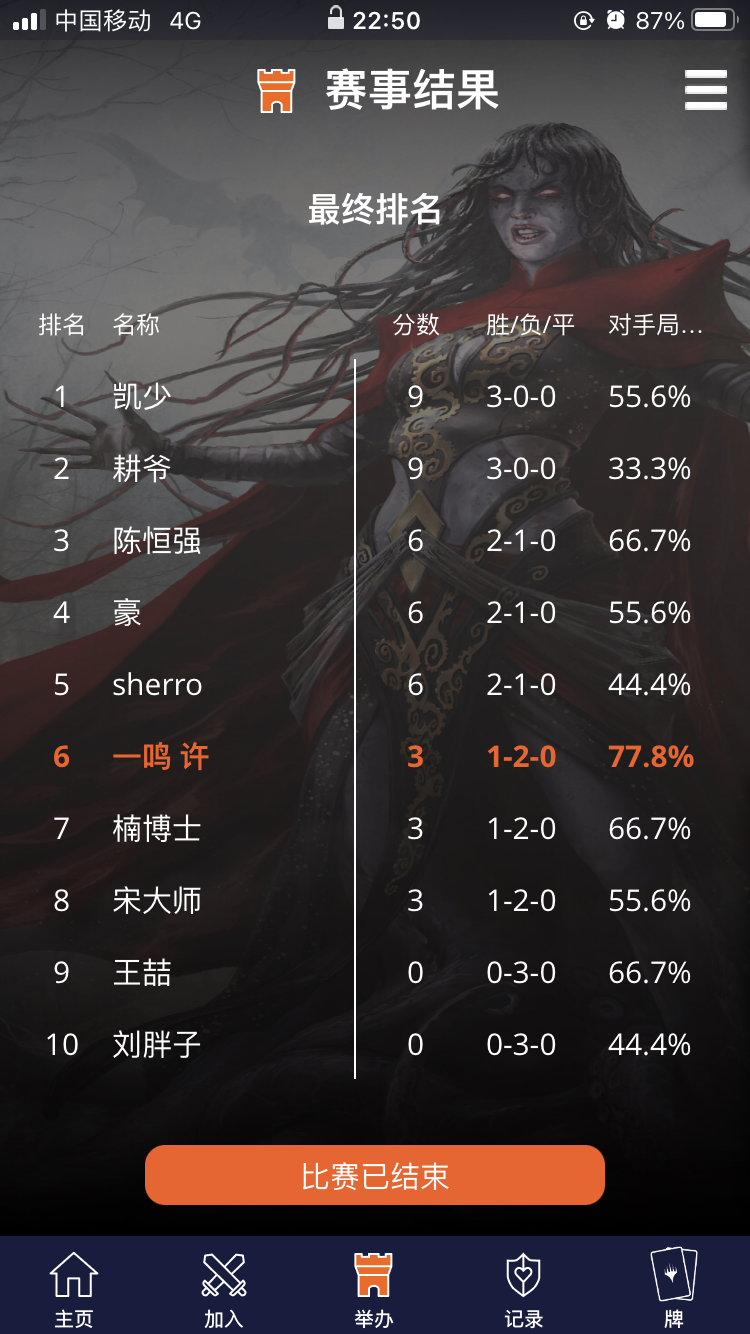 中国移动 4G 22:50 87%
赛事结果
最终排名
排名 名称 分数 胜/负/平 对手局...
1 凯少 9 3-0-0 55.6%
2 耕爷 9 3-0-0 33.3%
3 陈恒强 6 2-1-0 66.7%
4 豪 6 2-1-0 55.6%
5 sherro 6 2-1-0 44.4%
6 一鸣 许 3 1-2-0 77.8%
7 楠博士 3 1-2-0 66.7%
8 宋大师 3 1-2-0 55.6%
9 王喆 0 0-3-0 66.7%
10 刘胖子 0 0-3-0 44.4%
比赛已结束
主页 加入 举办 记录 牌